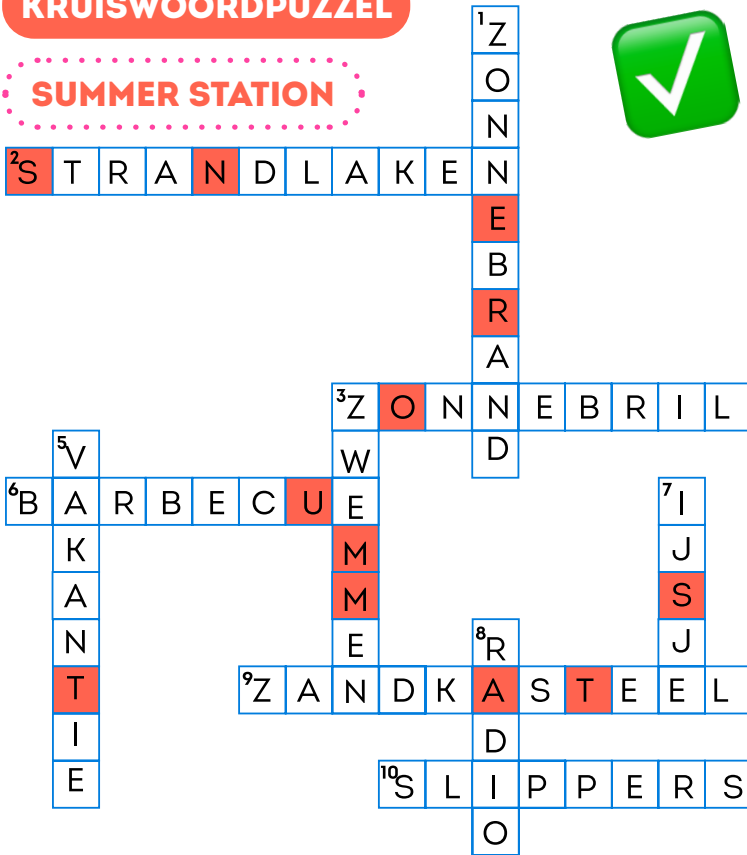 KRUISWOORDPUZZEL
SUMMER STATION
1 ZONNEBRAND
2 STRANDLAKEN
3 ZONNEBRIL
ZWEMMEN
5 VAKANTIE
6 BARBECUE
7 IJSJE
8 RADIO
9 ZANDKASTEEL
10 SLIPPERS